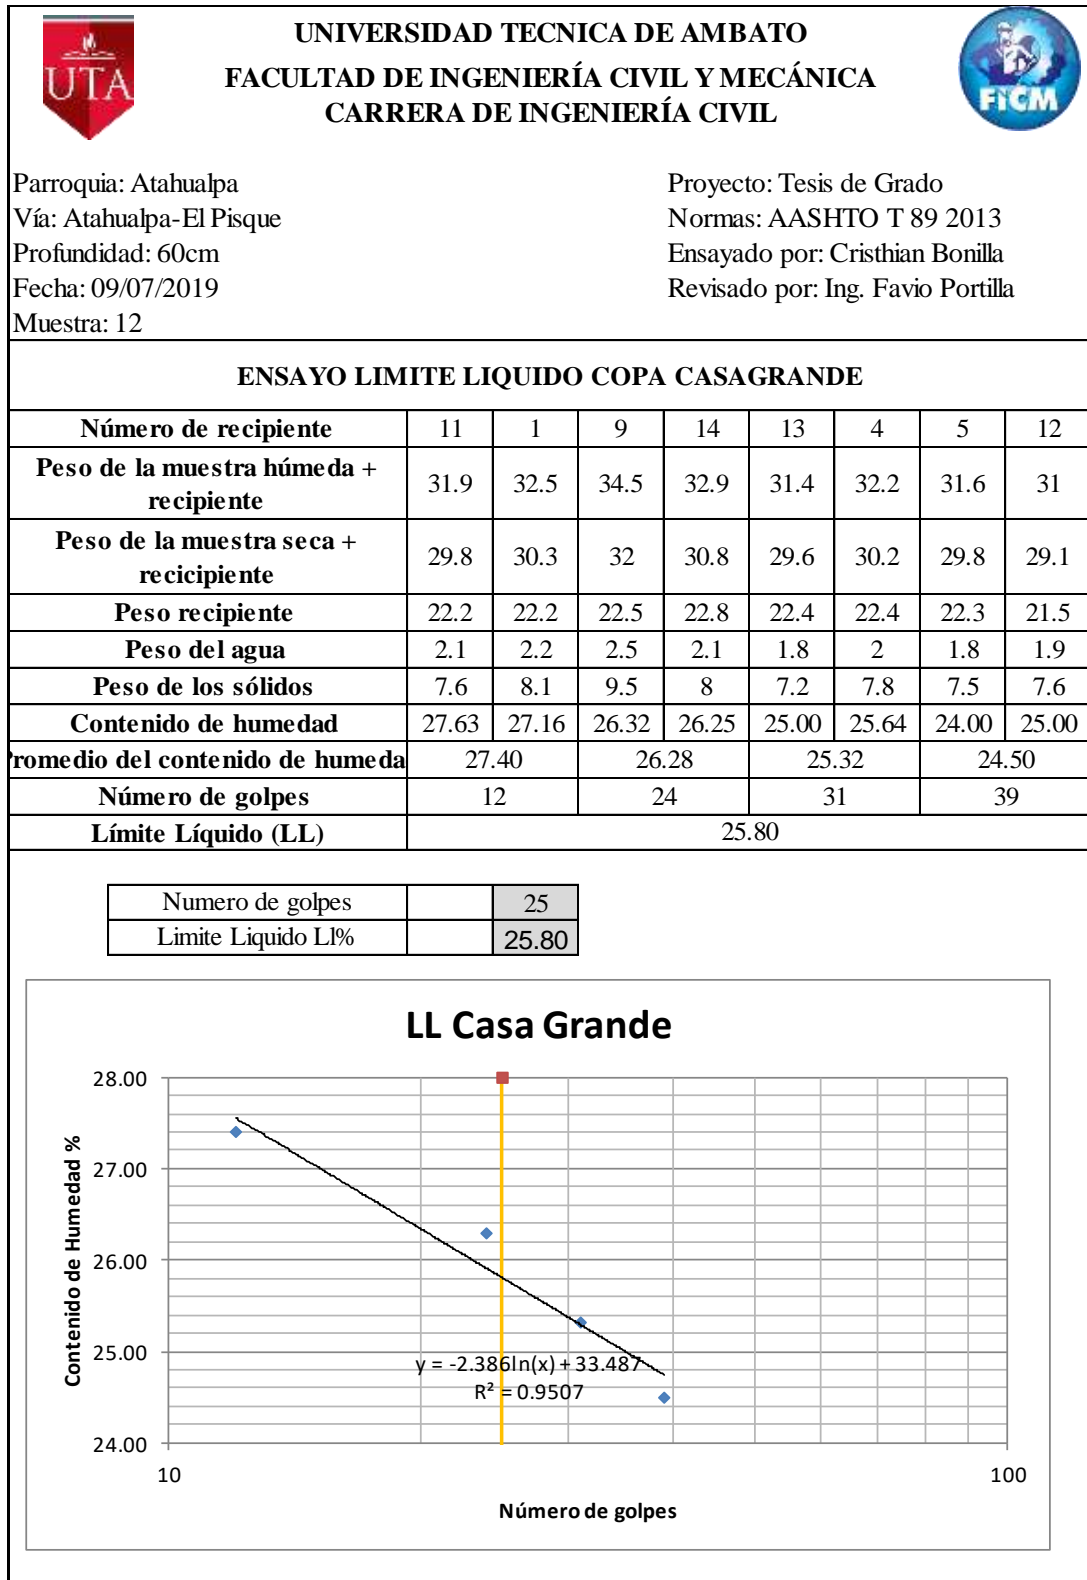 UTA
UNIVERSIDAD TECNICA DE AMBATO
FACULTAD DE INGENIERÍA CIVIL Y MECÁNICA
CARRERA DE INGENIERÍA CIVIL
FICM
Parroquia: Atahualpa
Vía: Atahualpa-El Pisque
Profundidad: 60cm
Fecha: 09/07/2019
Muestra: 12
Proyecto: Tesis de Grado
Normas: AASHTO T 89 2013
Ensayado por: Cristhian Bonilla
Revisado por: Ing. Favio Portilla
ENSAYO LIMITE LIQUIDO COPA CASAGRANDE
Número de recipiente 11 1 9 14 13 4 5 12
Peso de la muestra húmeda +
recipiente 31.9 32.5 34.5 32.9 31.4 32.2 31.6 31
Peso de la muestra seca +
recicipiente 29.8 30.3 32 30.8 29.6 30.2 29.8 29.1
Peso recipiente 22.2 22.2 22.5 22.8 22.4 22.4 22.3 21.5
Peso del agua 2.1 2.2 2.5 2.1 1.8 2 1.8 1.9
Peso de los sólidos 7.6 8.1 9.5 8 7.2 7.8 7.5 7.6
Contenido de humedad 27.63 27.16 26.32 26.25 25.00 25.64 24.00 25.00
romedio del contenido de humeda 27.40 26.28 25.32 24.50
Número de golpes 12 24 31 39
Límite Líquido (LL) 25.80
Numero de golpes 25
Limite Liquido Ll% 25.80
LL Casa Grande
28.00
27.00
26.00
25.00
24.00
Contenido de Humedad %
y = -2.386ln(x) + 33.487
R² = 0.9507
10 100
Número de golpes